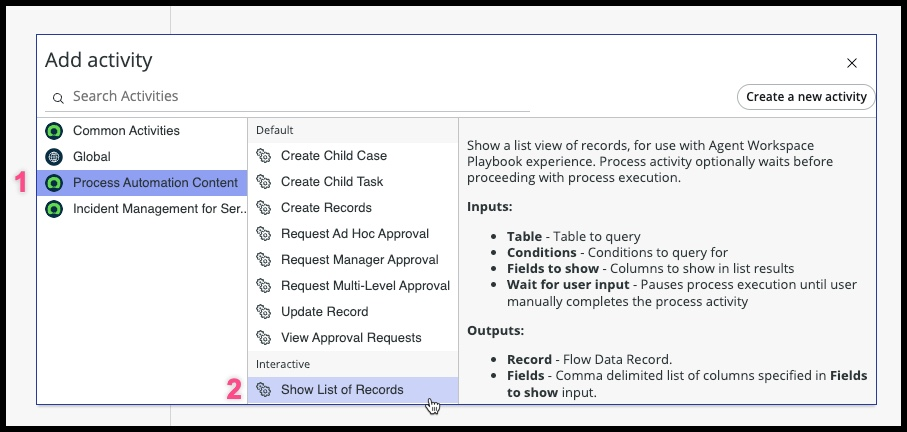 Add activity
Search Activities
Create a new activity
Common Activities
Global
1
Process Automation Content
Incident Management for Ser..
Default
Create Child Case
Create Child Task
Create Records
Request Ad Hoc Approval
Request Manager Approval
Request Multi-Level Approval
Update Record
View Approval Requests
Interactive
2
Show List of Records
Show a list view of records, for use with Agent Workspace
Playbook experience. Process activity optionally waits before
proceeding with process execution.
Inputs:
• Table - Table to query
• Conditions - Conditions to query for
• Fields to show - Columns to show in list results
• Wait for user input - Pauses process execution until user
manually completes the process activity
Outputs:
• Record - Flow Data Record.
• Fields - Comma delimited list of columns specified in Fields
to show input.